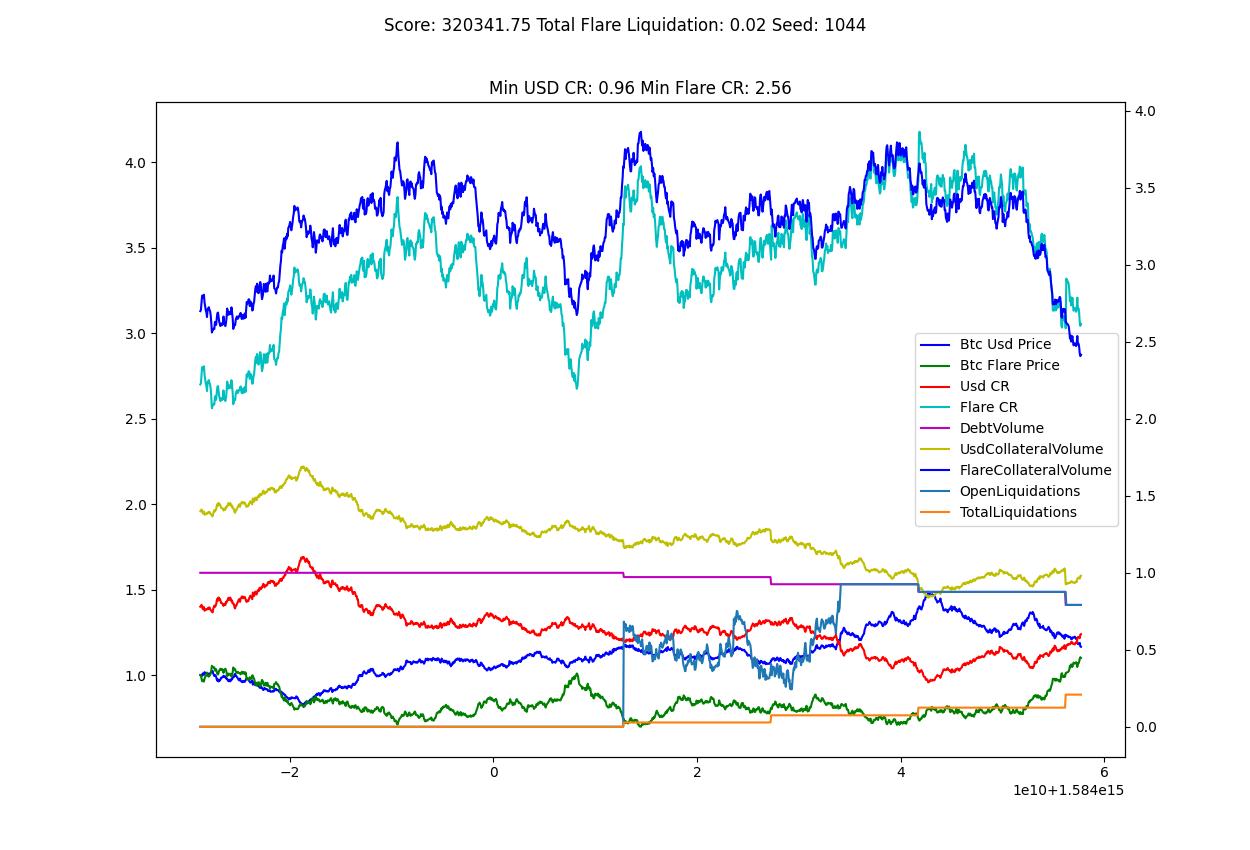 Score: 320341.75 Total Flare Liquidation: 0.02 Seed: 1044
Min USD CR: 0.96 Min Flare CR: 2.56
4.0
3.5
3.0
2.5
2.0
1.5
1.0
4.0
3.5
3.0
2.5
2.0
1.5
1.0
0.5
0.0
Btc Usd Price
Btc Flare Price
Usd CR
Flare CR
DebtVolume
UsdCollateralVolume
FlareCollateralVolume
OpenLiquidations
TotalLiquidations
−2 0 2 4 6
1e10+1.584e15